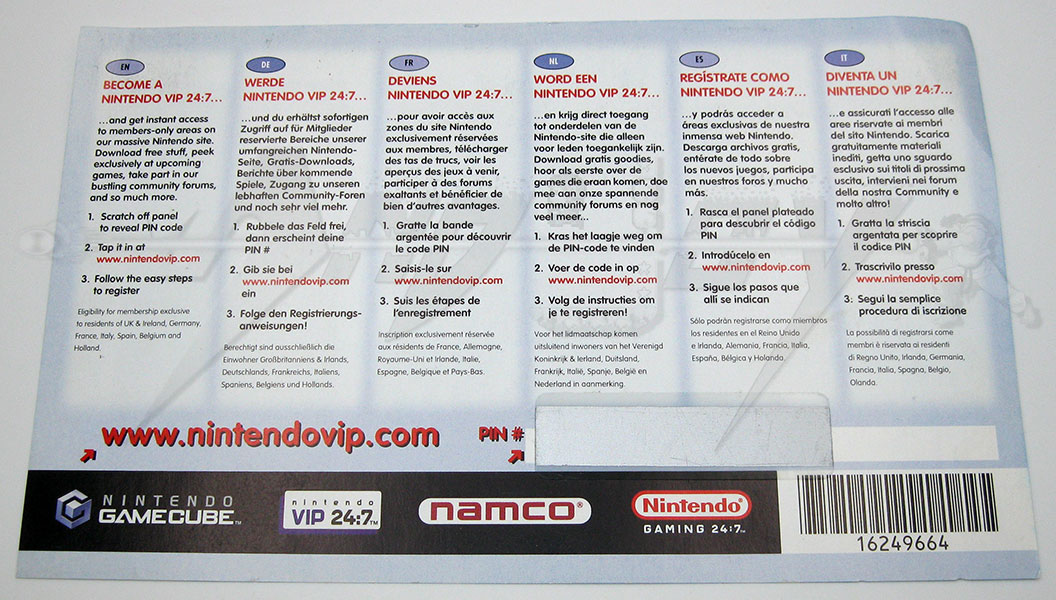 EN
BECOME A
NINTENDO VIP 24:7...
...and get instant access
to members-only areas on
our massive Nintendo site.
Download free stuff, peek
exclusively at upcoming
games, take part in our
bustling community forums,
and so much more.
1. Scratch off panel
to reveal PIN code
2. Tap it in at
www.nintendovip.com
3. Follow the easy steps
to register
Eligibility for membership exclusive
to residents of UK & Ireland, Germany,
France, Italy, Spain, Belgium and
Holland.
DE
WERDE
NINTENDO VIP 24:7...
...und du erhältst sofortigen
Zugriff auf für Mitglieder
reservierte Bereiche unserer
umfangreichen Nintendo-
Seite, Gratis-Downloads,
Berichte über kommende
Spiele, Zugang zu unseren
lebhaften Community-Foren
und noch sehr viel mehr.
1. Rubbele das Feld frei,
dann erscheint deine
PIN #
2. Gib sie bei
www.nintendovip.com
ein
3. Folge den Registrierungs-
anweisungen!
Berechtigt sind ausschließlich die
Einwohner Großbritanniens & Irlands,
Deutschlands, Frankreichs, Italiens,
Spaniens, Belgiens und Hollands.
FR
DEVIENS
NINTENDO VIP 24:7...
...pour avoir accès aux
zones du site Nintendo
exclusivement réservées
aux membres, télécharger
des tas de trucs, voir les
aperçus des jeux à venir,
participer à des forums
exaltants et bénéficier de
bien d'autres avantages.
1. Gratte la bande
argentée pour découvrir
le code PIN
2. Saisis-le sur
www.nintendovip.com
3. Suis les étapes de
l'enregistrement
Inscription exclusivement réservée
aux résidents de France, Allemagne,
Royaume-Uni et Irlande, Italie,
Espagne, Belgique et Pays-Bas.
NL
WORD EEN
NINTENDO VIP 24:7...
...en krijg direct toegang
tot onderdelen van de
Nintendo-site die alleen
voor leden toegankelijk zijn.
Download gratis goodies,
hoor als eerste over de
games die eraan komen, doe
mee aan onze spannende
community forums en nog
veel meer...
1. Kras het laagje weg om
de PIN-code te vinden
2. Voer de code in op
www.nintendovip.com
3. Volg de instructies om
je te registreren!
Voor het lidmaatschap komen
uitsluitend inwoners van het Verenigd
Koninkrijk & Ierland, Duitsland,
Frankrijk, Italië, Spanje, België en
Nederland in aanmerking.
ES
REGÍSTRATE COMO
NINTENDO VIP 24:7...
...y podrás acceder a
áreas exclusivas de nuestra
inmensa web Nintendo.
Descarga archivos gratis,
entérate de todo sobre
los nuevos juegos, participa
en nuestros foros y mucho
más.
1. Rasca el panel plateado
para descubrir el código
PIN
2. Introdúcelo en
www.nintendovip.com
3. Sigue los pasos que
allí se indican
Sólo podrán registrarse como miembros
los residentes en el Reino Unido
e Irlanda, Alemania, Francia, Italia,
España, Bélgica y Holanda.
IT
DIVENTA UN
NINTENDO VIP 24:7...
...e assicurati l'accesso alle
aree riservate ai membri
del sito Nintendo. Scarica
gratuitamente materiali
inediti, getta uno sguardo
esclusivo sui titoli di prossima
uscita, intervieni nei forum
della nostra Community e
molto altro!
1. Gratta la striscia
argentata per scoprire
il codice PIN
2. Trascrivilo presso
www.nintendovip.com
3. Segui la semplice
procedura di iscrizione
La possibilità di registrarsi come
membri è riservata ai residenti
di Regno Unito, Irlanda, Germania,
Francia, Italia, Spagna, Belgio,
Olanda.
www.nintendovip.com
PIN #
NINTENDO
GAMECUBE™
nintendo
VIP 24:7™
namco®
Nintendo®
GAMING 24:7™
16249664